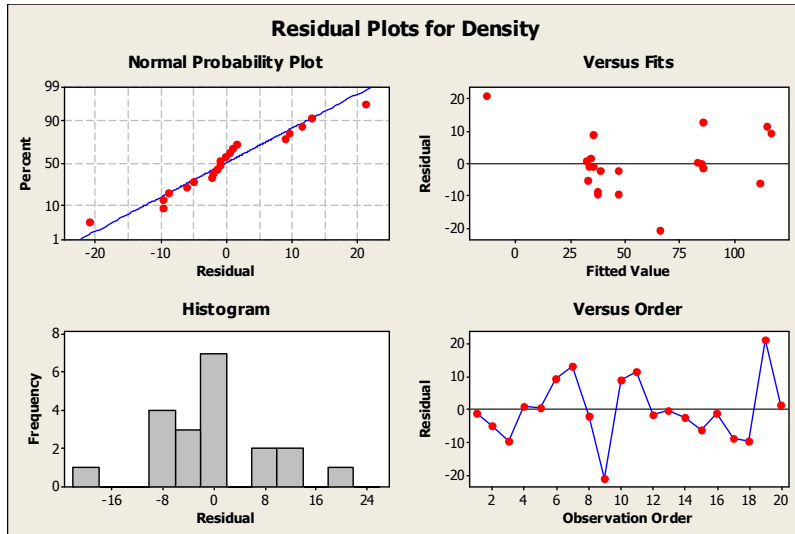 Residual Plots for Density
Normal Probability Plot
99
90
50
10
1
Percent
-20 -10 0 10 20
Residual
Versus Fits
20
10
0
-10
-20
Residual
0 25 50 75 100
Fitted Value
Histogram
8
6
4
2
0
Frequency
-16 -8 0 8 16 24
Residual
Versus Order
20
10
0
-10
-20
Residual
2 4 6 8 10 12 14 16 18 20
Observation Order